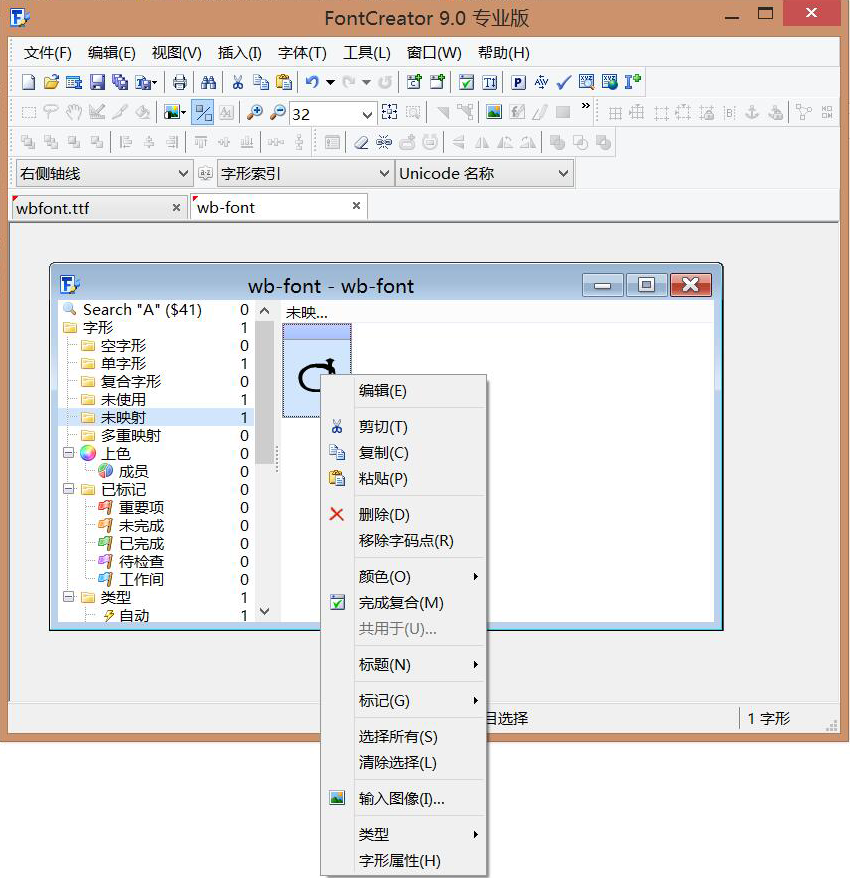 FontCreator 9.0 专业版
文件(F) 编辑(E) 视图(V) 插入(I) 字体(T) 工具(L) 窗口(W) 帮助(H)
32
右侧轴线 字形索引 Unicode 名称
wbfont.ttf wb-font
wb-font - wb-font
Search "A" ($41) 0
字形 1
空字形 0
单字形 1
复合字形 0
未使用 1
未映射 1
多重映射 0
上色 0
成员 0
已标记 0
重要项 0
未完成 0
已完成 0
待检查 0
工作间 0
类型 1
自动 1
未映...
编辑(E)
剪切(T)
复制(C)
粘贴(P)
删除(D)
移除字码点(R)
颜色(O)
完成复合(M)
共用于(U)...
标题(N)
标记(G)
选择所有(S)
清除选择(L)
输入图像(I)...
类型
字形属性(H)
目选择 1 字形